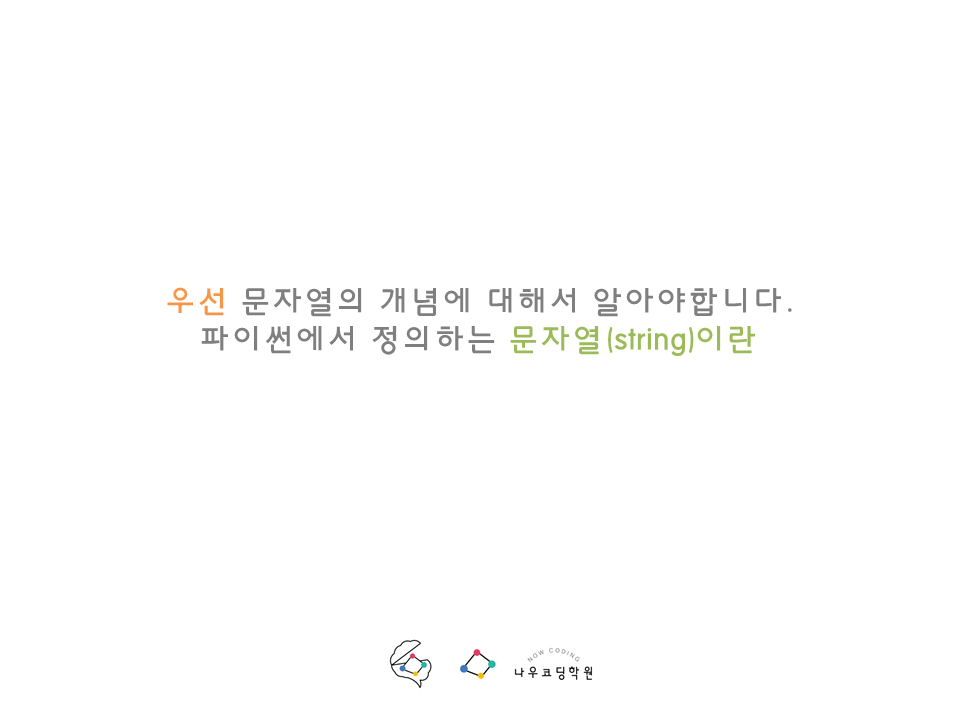 우선 문자열의 개념에 대해서 알아야합니다.
파이썬에서 정의하는 문자열(string)이란
NOW CODING
나우코딩학원